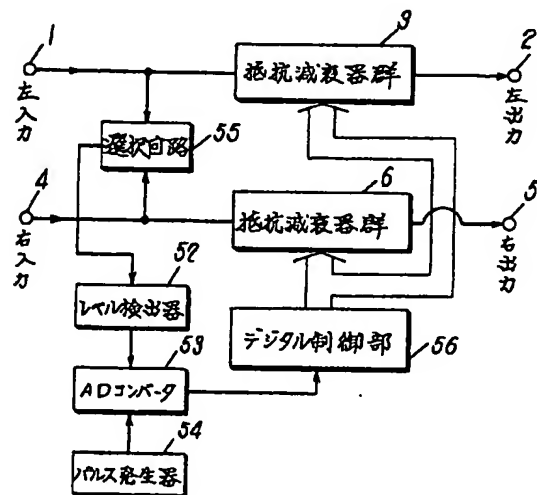 1
左入力
3
抵抗減衰器群
2
左出力
選択回路
55
4
右入力
6
抵抗減衰器群
5
右出力
52
レベル検出器
53
ADコンバータ
デジタル制御部
56
54
パルス発生器